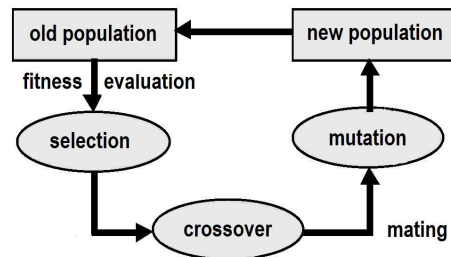 old population
new population
fitness evaluation
selection
mutation
crossover
mating